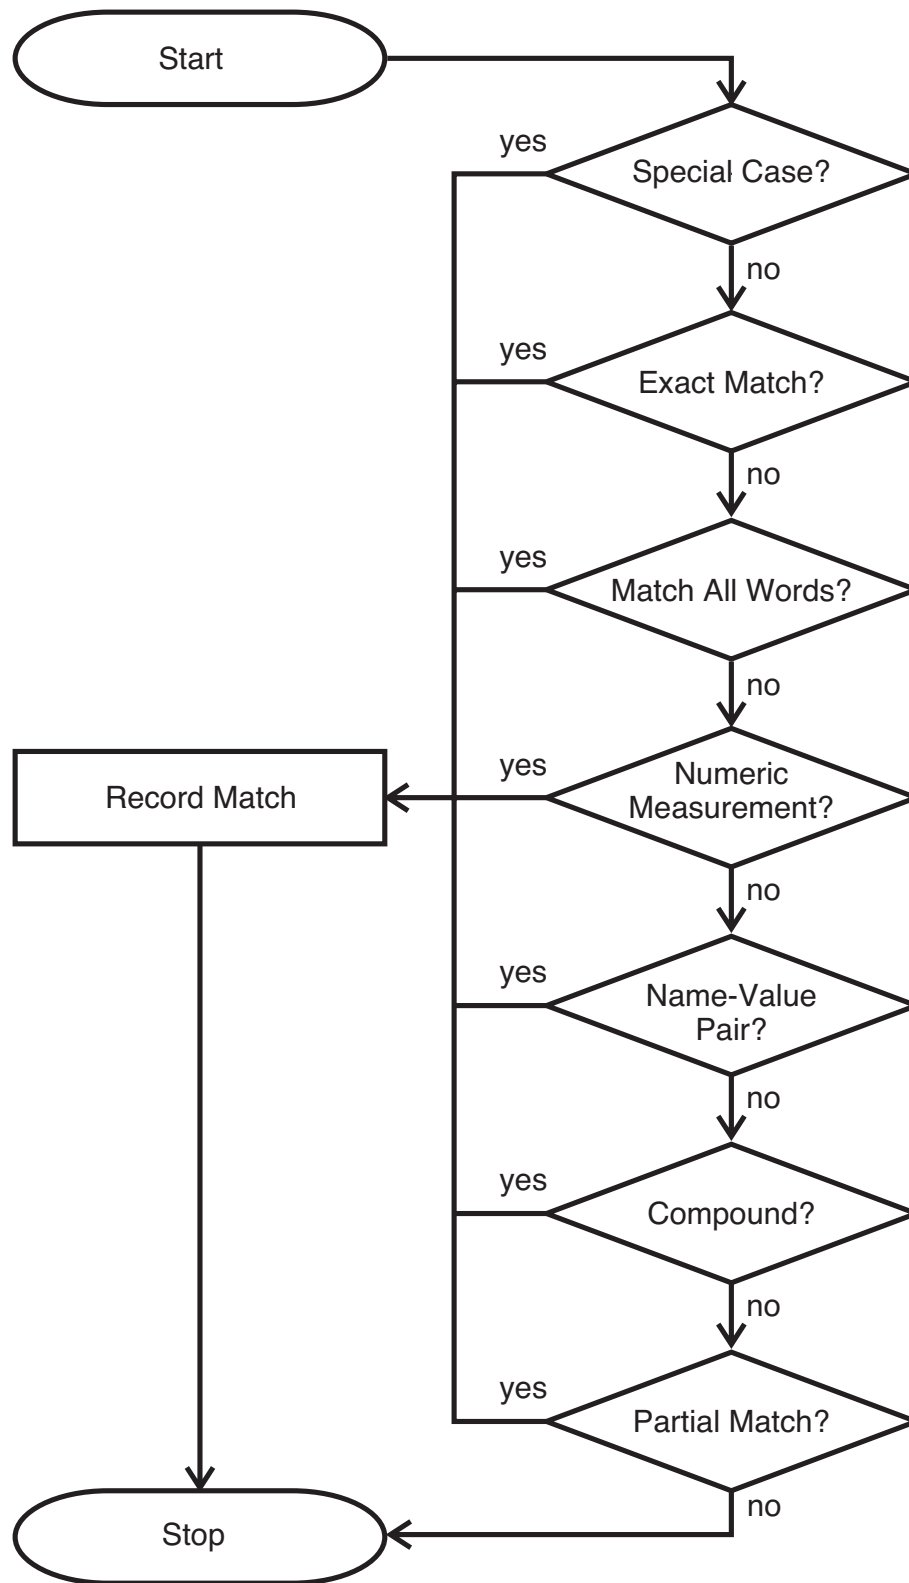 Start
yes
Special Case?
no
yes
Exact Match?
no
yes
Match All Words?
no
Record Match
yes
Numeric
Measurement?
no
yes
Name-Value
Pair?
no
yes
Compound?
no
yes
Partial Match?
no
Stop